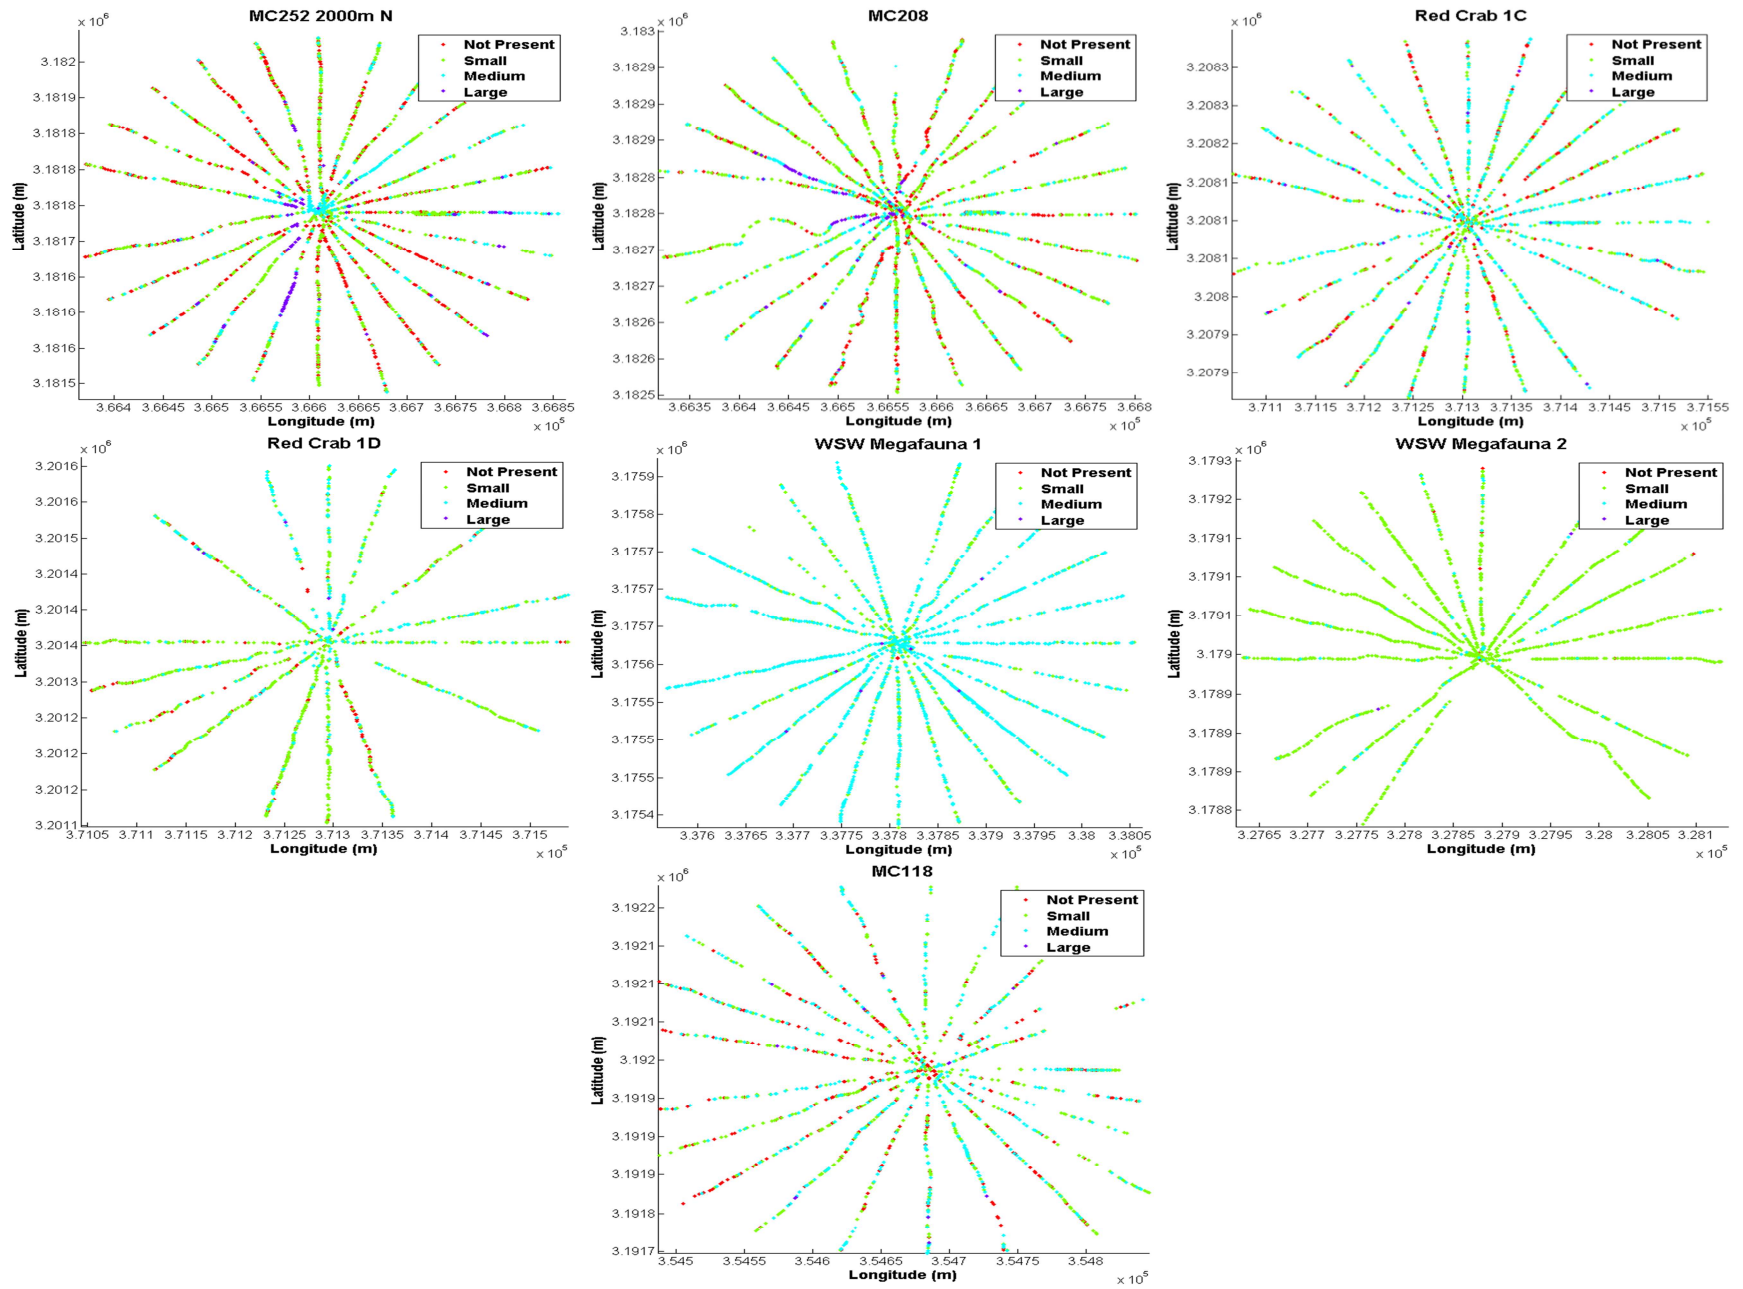 MC252 2000m N
x 10^6
Not Present
Small
Medium
Large
3.182
3.1819
3.1819
3.1818
3.1818
3.1818
3.1817
3.1816
3.1816
3.1816
3.1815
Latitude (m)
3.664 3.6645 3.665 3.6655 3.666 3.6665 3.667 3.6675 3.668 3.6685
Longitude (m)
x 10^5
MC208
x 10^6
Not Present
Small
Medium
Large
3.183
3.1829
3.1829
3.1829
3.1828
3.1828
3.1827
3.1827
3.1826
3.1826
3.1825
Latitude (m)
3.6635 3.664 3.6645 3.665 3.6655 3.666 3.6665 3.667 3.6675 3.668
Longitude (m)
x 10^5
Red Crab 1C
x 10^6
Not Present
Small
Medium
Large
3.2083
3.2083
3.2082
3.2081
3.2081
3.2081
3.208
3.2079
3.2079
Latitude (m)
3.711 3.7115 3.712 3.7125 3.713 3.7135 3.714 3.7145 3.715 3.7155
Longitude (m)
x 10^5
Red Crab 1D
x 10^6
Not Present
Small
Medium
Large
3.2016
3.2016
3.2015
3.2014
3.2014
3.2014
3.2013
3.2012
3.2012
3.2012
3.2011
Latitude (m)
3.7105 3.711 3.7115 3.712 3.7125 3.713 3.7135 3.714 3.7145 3.715
Longitude (m)
x 10^5
WSW Megafauna 1
x 10^6
Not Present
Small
Medium
Large
3.1759
3.1758
3.1757
3.1757
3.1757
3.1756
3.1755
3.1755
3.1755
3.1754
Latitude (m)
3.376 3.3765 3.377 3.3775 3.378 3.3785 3.379 3.3795 3.38 3.3805
Longitude (m)
x 10^5
WSW Megafauna 2
x 10^6
Not Present
Small
Medium
Large
3.1793
3.1792
3.1791
3.1791
3.1791
3.179
3.1789
3.1789
3.1789
3.1788
Latitude (m)
3.2765 3.277 3.2775 3.278 3.2785 3.279 3.2795 3.28 3.2805 3.281
Longitude (m)
x 10^5
MC118
x 10^6
Not Present
Small
Medium
Large
3.1922
3.1921
3.1921
3.1921
3.192
3.1919
3.1919
3.1919
3.1918
3.1917
Latitude (m)
3.545 3.5455 3.546 3.5465 3.547 3.5475 3.548
Longitude (m)
x 10^5